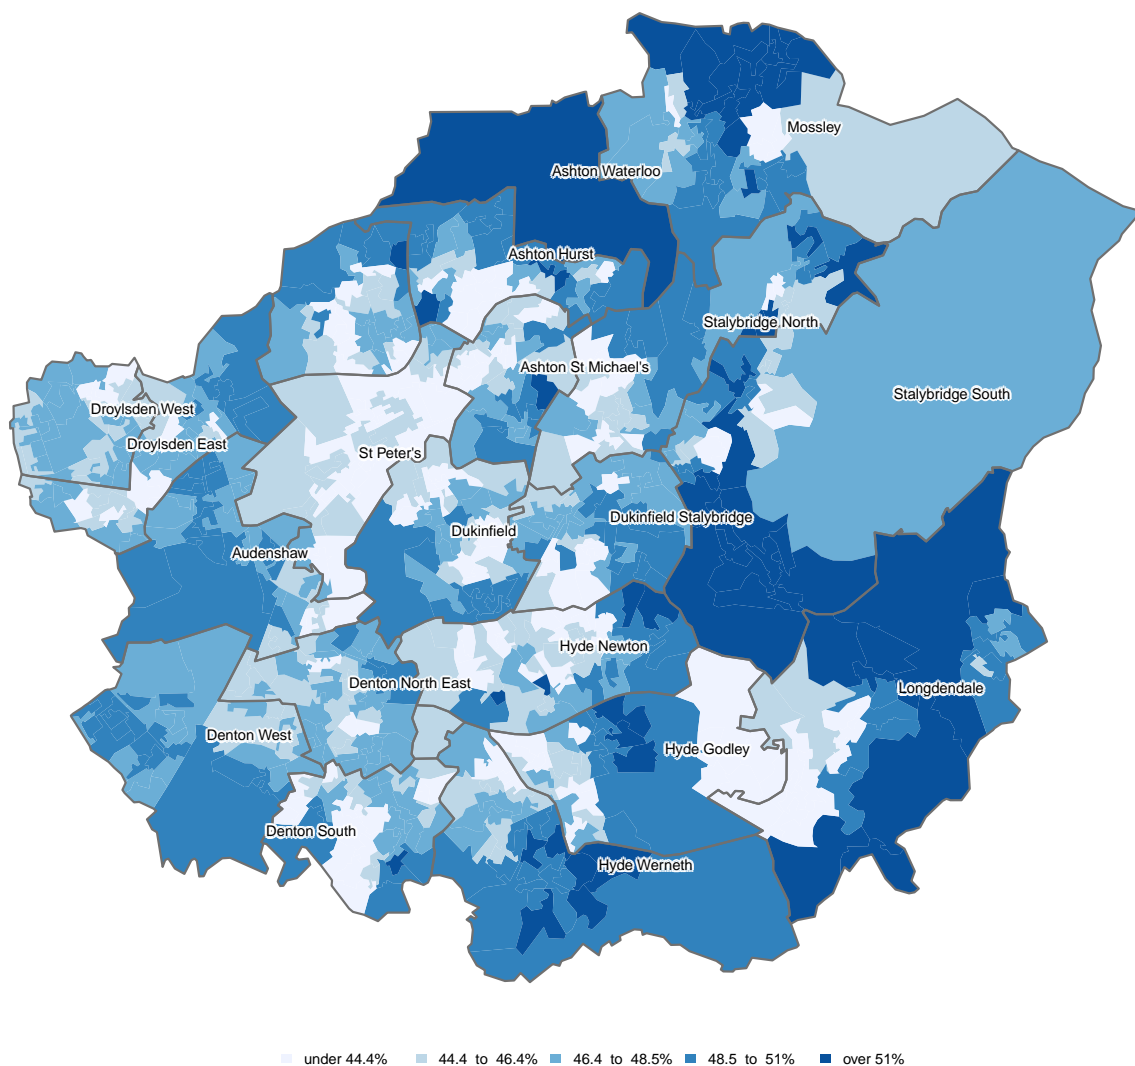 Mossley
Ashton Waterloo
Ashton Hurst
Stalybridge North
Ashton St Michael's
Stalybridge South
Droylsden West
Droylsden East
St Peter's
Dukinfield Stalybridge
Dukinfield
Audenshaw
Hyde Newton
Denton North East
Longdendale
Denton West
Hyde Godley
Denton South
Hyde Werneth
under 44.4% 44.4 to 46.4% 46.4 to 48.5% 48.5 to 51% over 51%